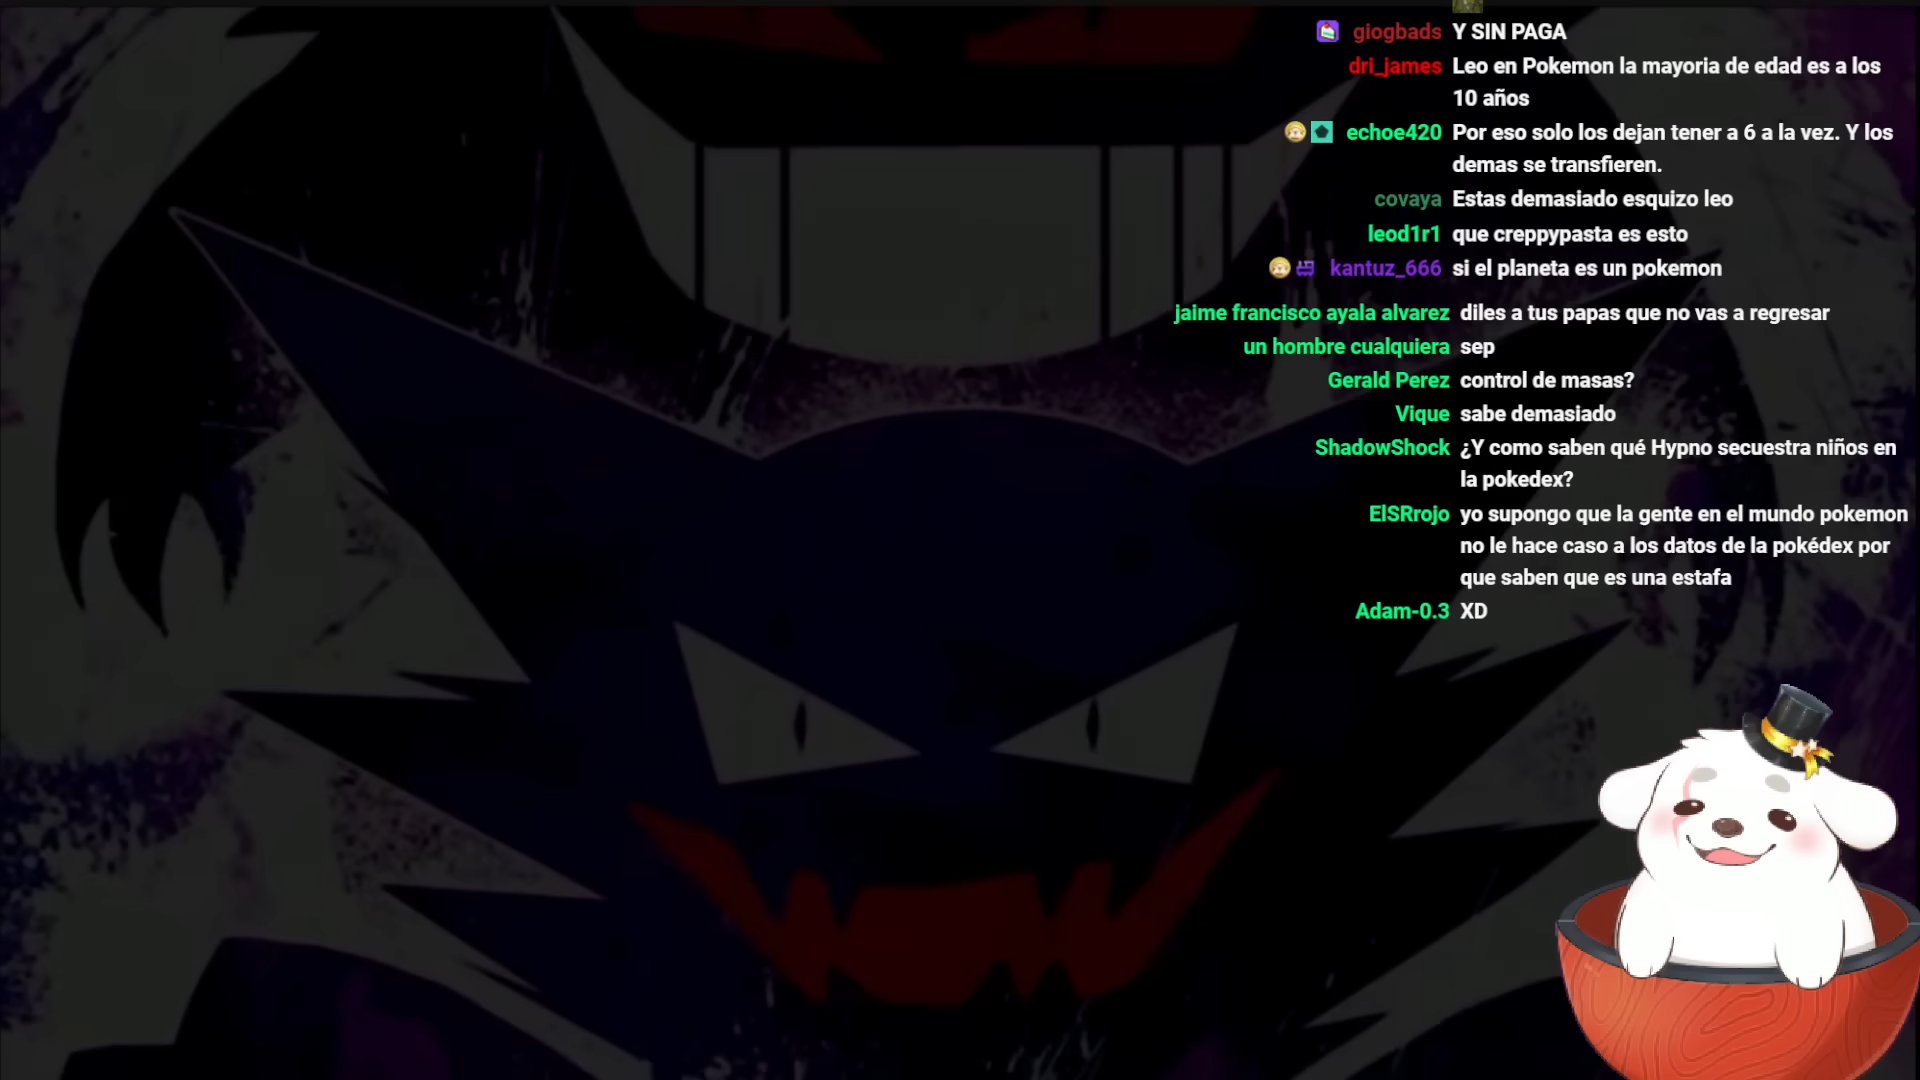 giogbads Y SIN PAGA
dri_james Leo en Pokemon la mayoria de edad es a los
10 años
echoe420 Por eso solo los dejan tener a 6 a la vez. Y los
demas se transfieren.
covaya Estas demasiado esquizo leo
leod1r1 que creppypasta es esto
kantuz_666 si el planeta es un pokemon
jaime francisco ayala alvarez diles a tus papas que no vas a regresar
un hombre cualquiera sep
Gerald Perez control de masas?
Vique sabe demasiado
ShadowShock ¿Y como saben qué Hypno secuestra niños en
la pokedex?
ElSRrojo yo supongo que la gente en el mundo pokemon
no le hace caso a los datos de la pokédex por
que saben que es una estafa
Adam-0.3 XD